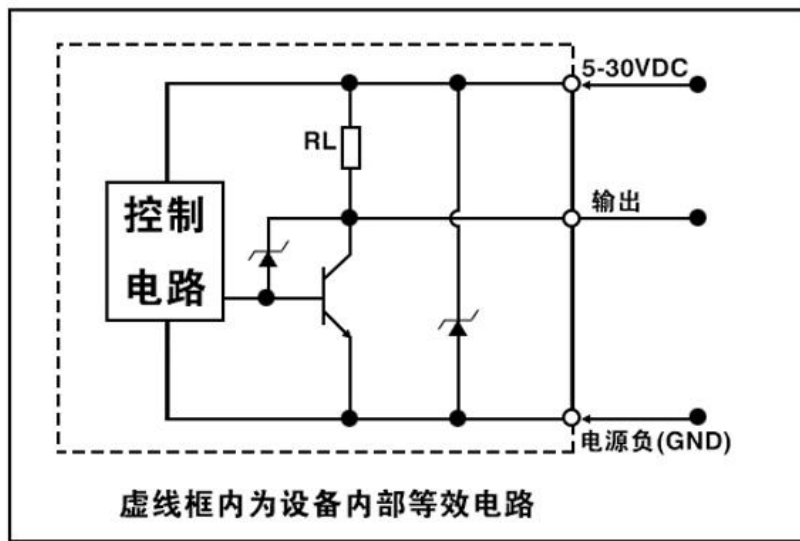 5-30VDC
RL
控制
电路
输出
电源负(GND)
虚线框内为设备内部等效电路